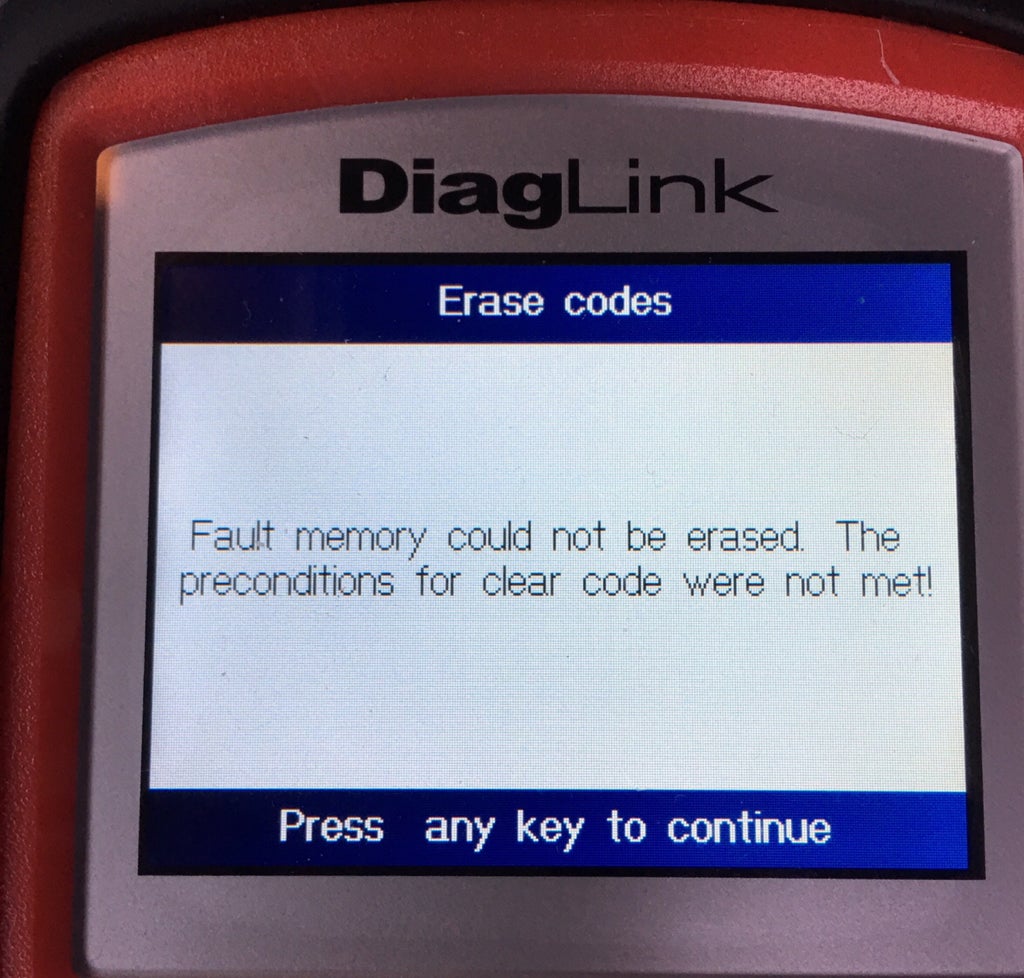 DiagLink
Erase codes
Fault memory could not be erased. The
preconditions for clear code were not met!
Press any key to continue